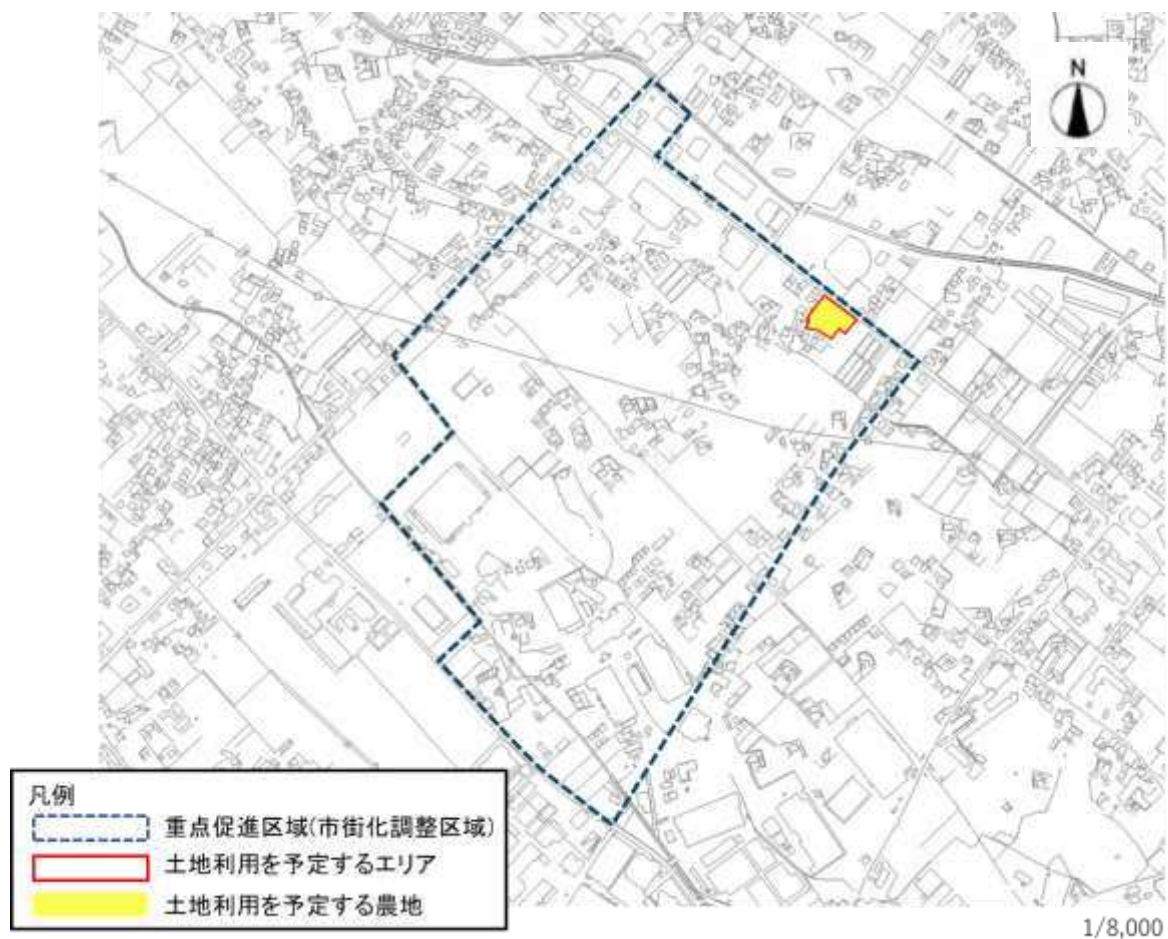 N
凡例
重点促進区域(市街化調整区域)
土地利用を予定するエリア
土地利用を予定する農地
1/8,000